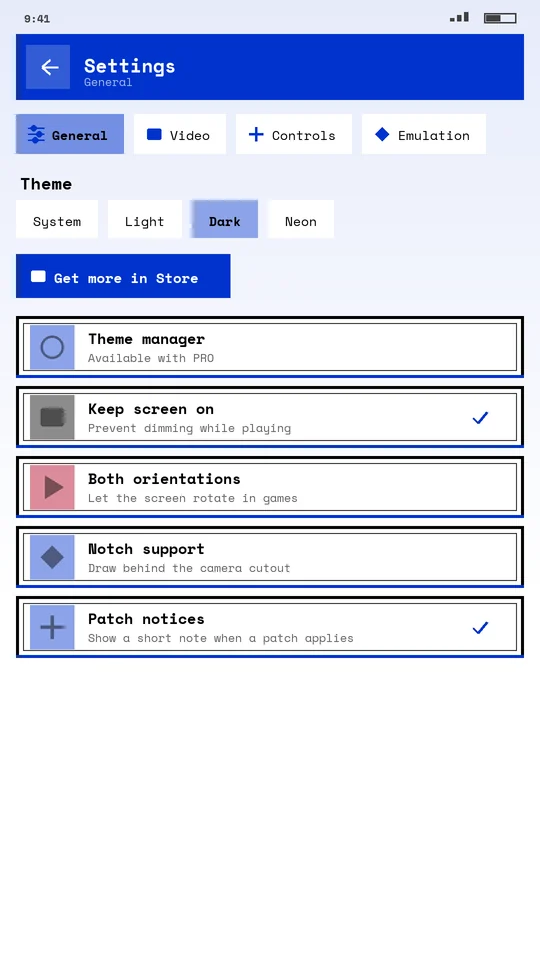 9:41
Settings
General
General Video Controls Emulation
Theme
System Light Dark Neon
Get more in Store
Theme manager
Available with PRO
Keep screen on
Prevent dimming while playing
Both orientations
Let the screen rotate in games
Notch support
Draw behind the camera cutout
Patch notices
Show a short note when a patch applies